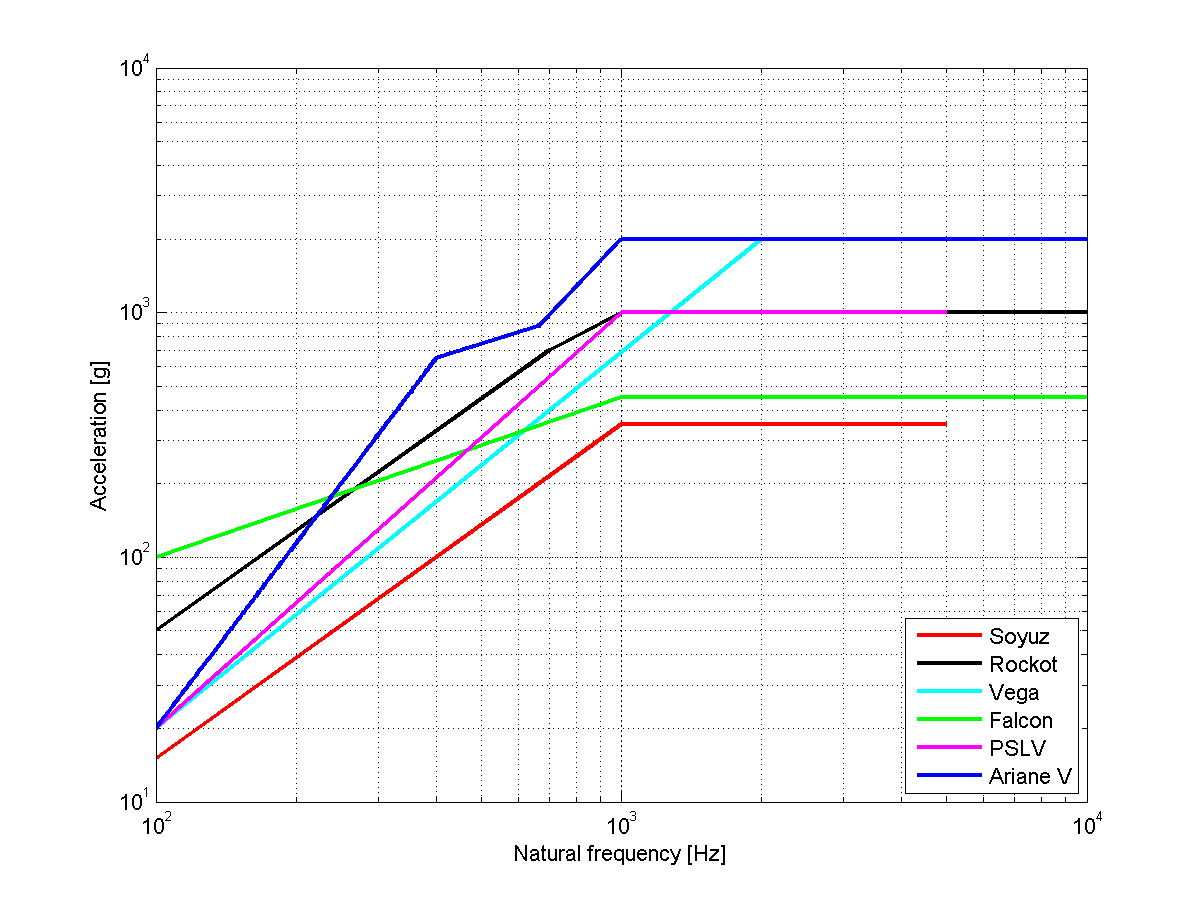 10^4
10^3
10^2
10^1
Acceleration [g]
10^2
10^3
10^4
Natural frequency [Hz]
Soyuz
Rockot
Vega
Falcon
PSLV
Ariane V